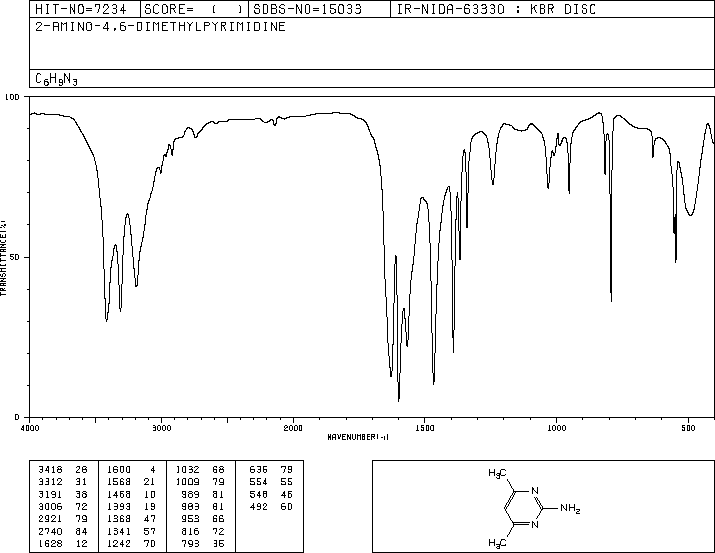 HIT-NO=7234 SCORE= ( ) SDBS-NO=15033 IR-NIDA-63330 : KBR DISC
2-AMINO-4,6-DIMETHYLPYRIMIDINE
C6H9N3
100
50
0
TRANSMITTANCE(%)
4000 3000 2000 1500 1000 500
WAVENUMBER(-1)
3418 28 1600 4 1032 68 636 79
3312 31 1568 21 1009 79 554 55
3191 38 1468 10 989 81 548 46
3006 72 1393 19 983 81 492 60
2921 79 1368 47 953 66
2740 84 1341 57 816 72
1628 12 1242 70 793 35
H3C
N
NH2
N
H3C